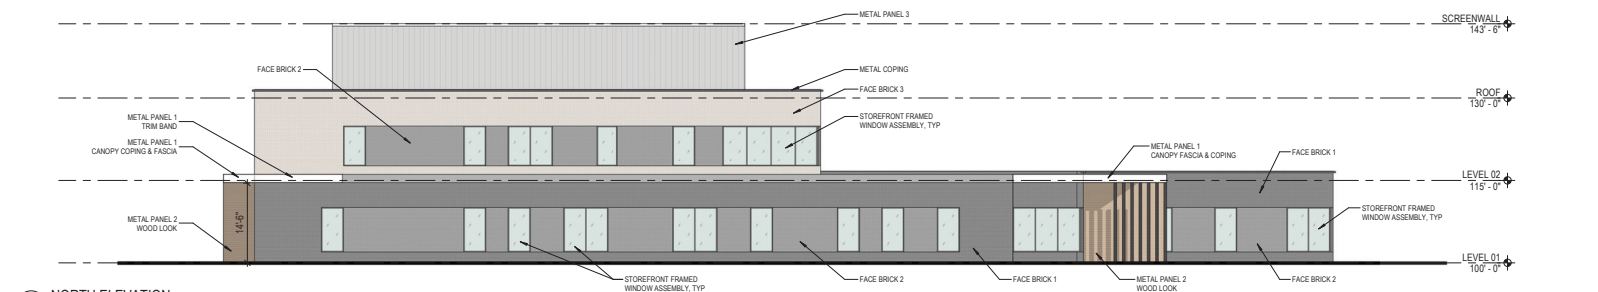 METAL PANEL 3
SCREENWALL
143' - 6"
FACE BRICK 2
METAL COPING
FACE BRICK 3
ROOF
130' - 0"
METAL PANEL 1
TRIM BAND
STOREFRONT FRAMED
WINDOW ASSEMBLY, TYP
METAL PANEL 1
CANOPY COPING & FASCIA
METAL PANEL 1
CANOPY FASCIA & COPING
FACE BRICK 1
LEVEL 02
115' - 0"
METAL PANEL 2
WOOD LOOK
14'-6"
STOREFRONT FRAMED
WINDOW ASSEMBLY, TYP
LEVEL 01
100' - 0"
STOREFRONT FRAMED
WINDOW ASSEMBLY, TYP
FACE BRICK 2
FACE BRICK 1
METAL PANEL 2
WOOD LOOK
FACE BRICK 2
NORTH ELEVATION